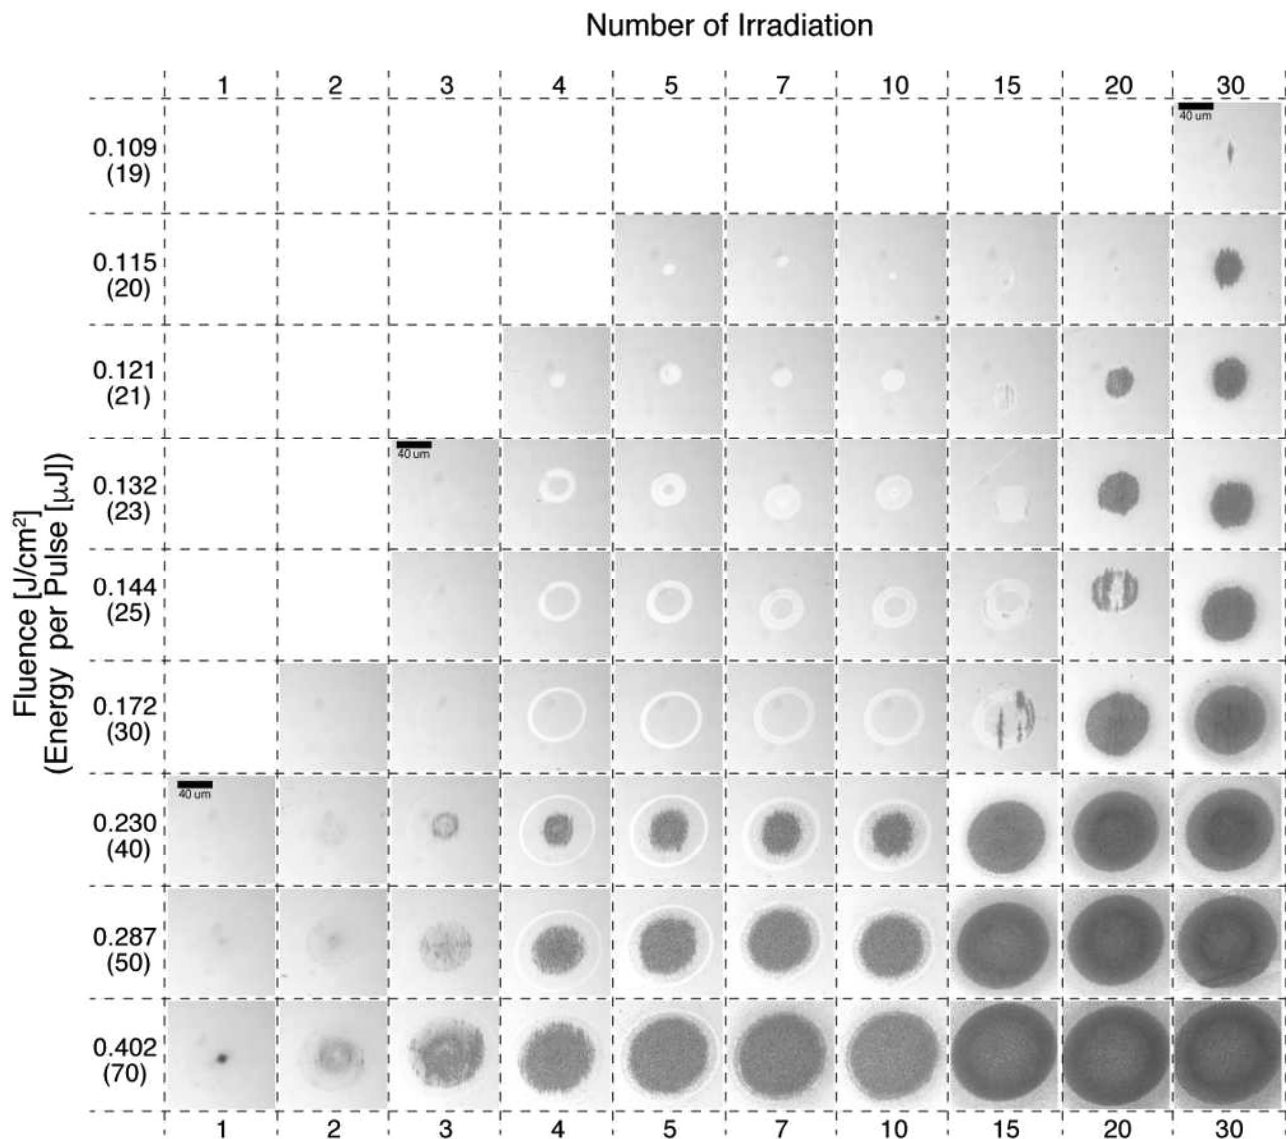 Number of Irradiation
1 2 3 4 5 7 10 15 20 30
Fluence [J/cm²]
(Energy per Pulse [μJ])
0.109
(19)
40 um
0.115
(20)
0.121
(21)
0.132
(23)
40 um
0.144
(25)
0.172
(30)
0.230
(40)
40 um
0.287
(50)
0.402
(70)
1 2 3 4 5 7 10 15 20 30